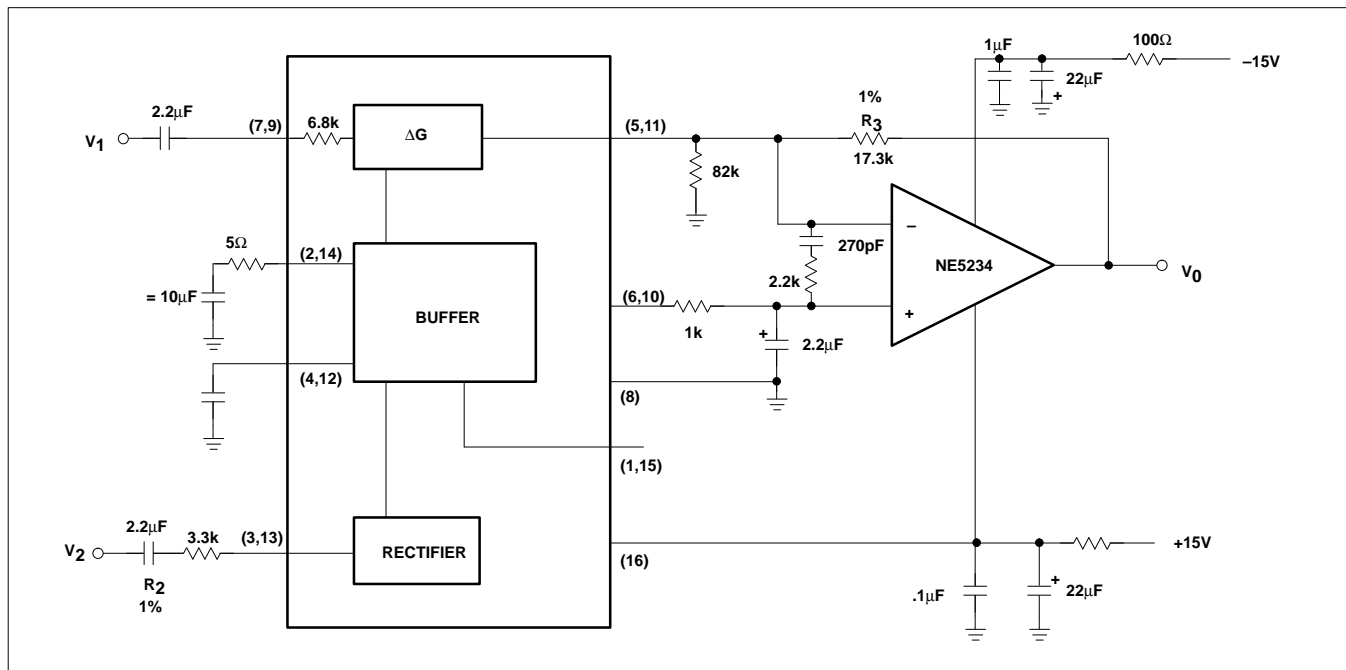 1μF
100Ω
–15V
22μF
+
2.2μF
V1
(7,9)
6.8k
ΔG
(5,11)
1%
R3
17.3k
82k
5Ω
(2,14)
= 10μF
BUFFER
(4,12)
(6,10)
1k
270pF
2.2k
+
2.2μF
–
+
NE5234
V0
(8)
(1,15)
2.2μF
V2
3.3k
(3,13)
R2
1%
RECTIFIER
(16)
+15V
.1μF
+
22μF